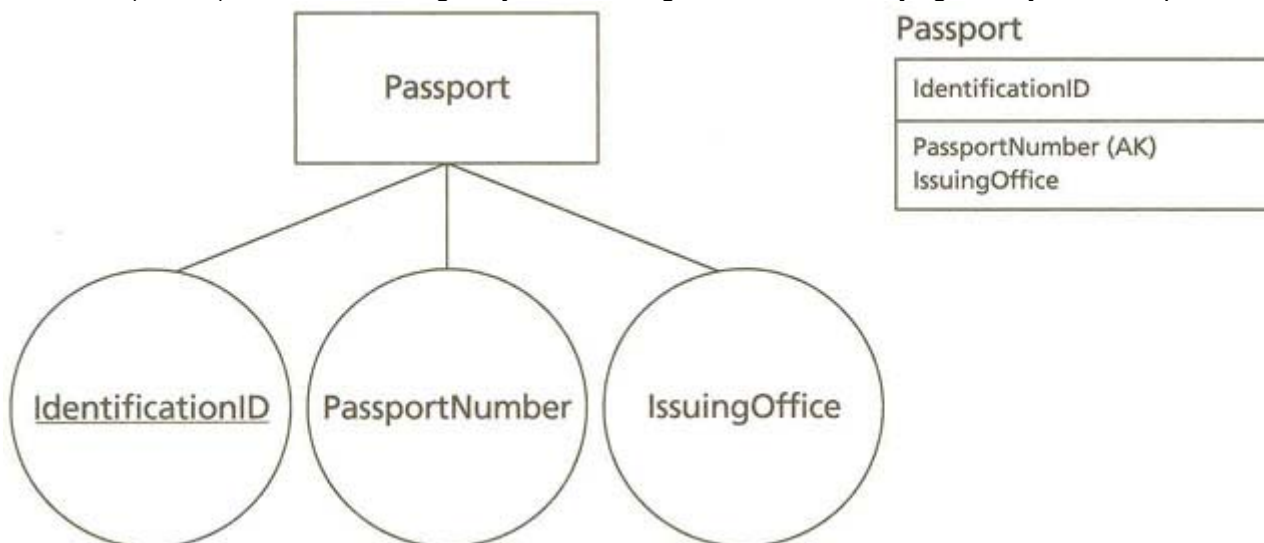 Passport
IdentificationID
PassportNumber
IssuingOffice
Passport
IdentificationID
PassportNumber (AK)
IssuingOffice